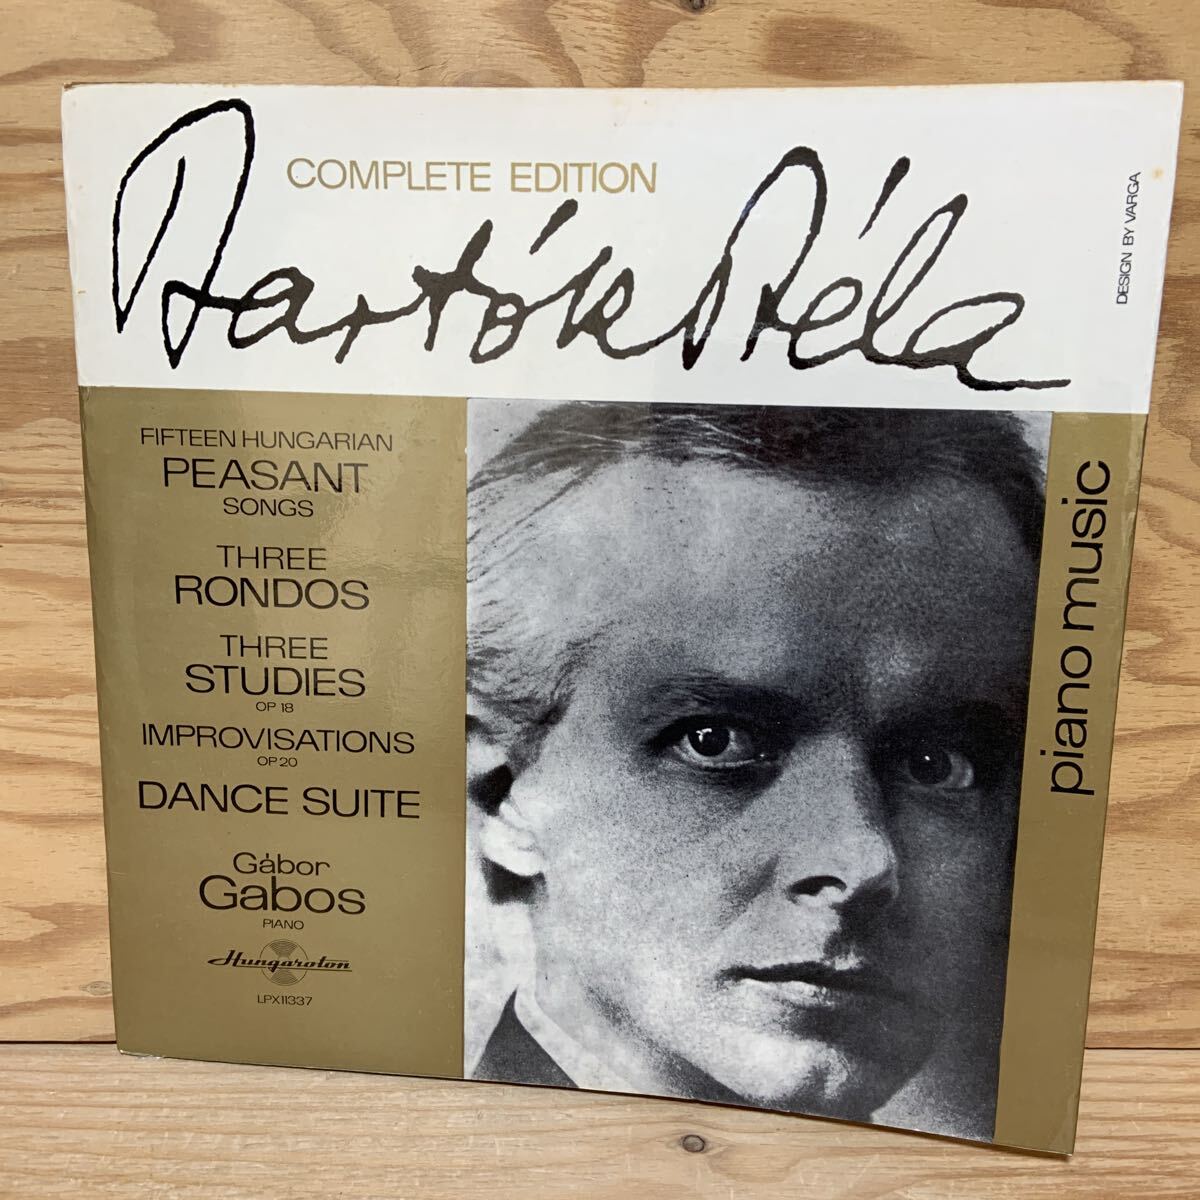 COMPLETE EDITION
Bartók Béla
DESIGN BY VARGA
FIFTEEN HUNGARIAN
PEASANT
SONGS
THREE
RONDOS
THREE
STUDIES
OP 18
IMPROVISATIONS
OP 20
DANCE SUITE
Gábor
Gabos
PIANO
Hungaroton
LPX11337
piano music